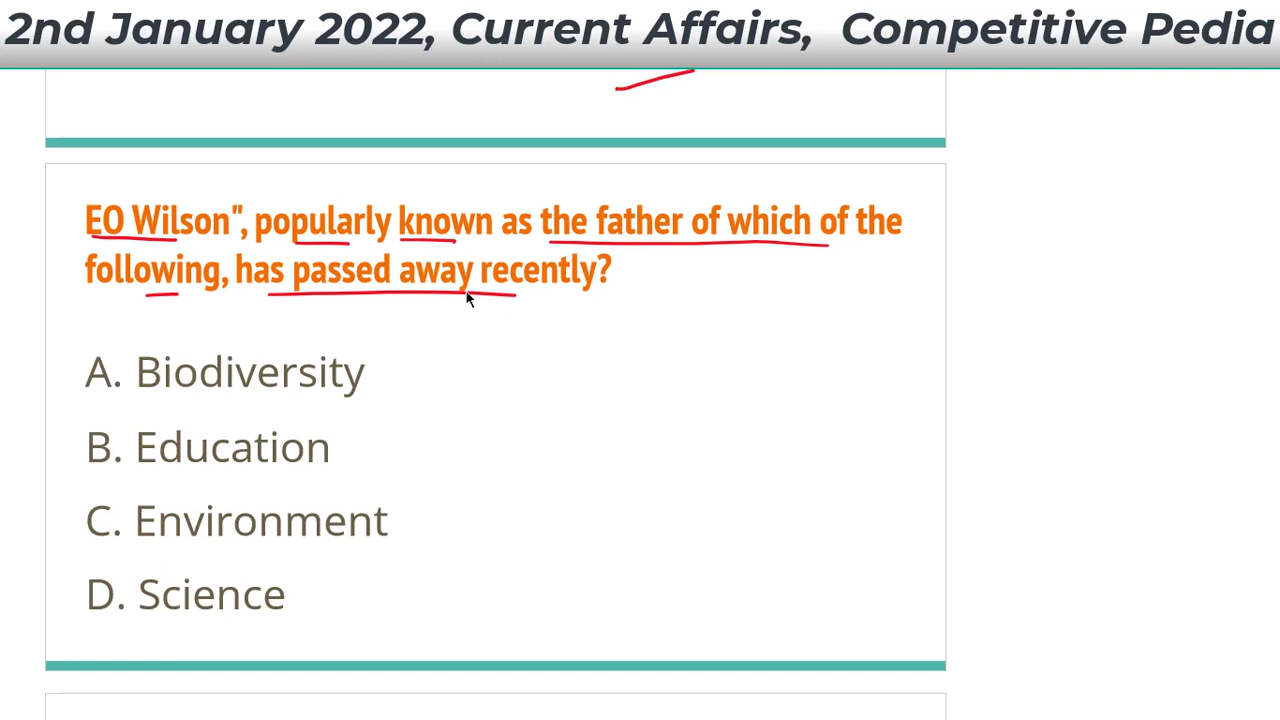 2nd January 2022, Current Affairs, Competitive Pedia
EO Wilson", popularly known as the father of which of the
following, has passed away recently?
A. Biodiversity
B. Education
C. Environment
D. Science